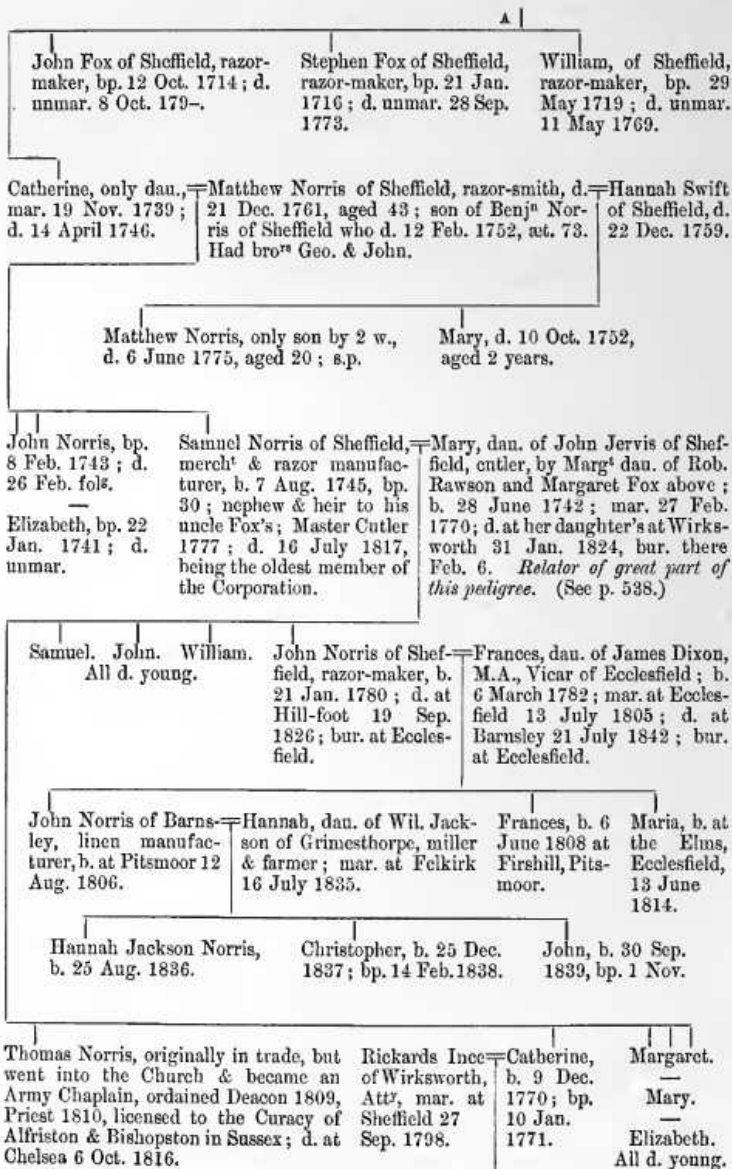 A
John Fox of Sheffield, razor-
maker, bp. 12 Oct. 1714; d.
unmar. 8 Oct. 179–.
Stephen Fox of Sheffield,
razor-maker, bp. 21 Jan.
1716; d. unmar. 28 Sep.
1773.
William, of Sheffield,
razor-maker, bp. 29
May 1719; d. unmar.
11 May 1769.
Catherine, only dau.,
mar. 19 Nov. 1739;
d. 14 April 1746.
Matthew Norris of Sheffield, razor-smith, d.
21 Dec. 1761, aged 43; son of Benjⁿ Nor-
ris of Sheffield who d. 12 Feb. 1752, æt. 73.
Had broʳˢ Geo. & John.
Hannah Swift
of Sheffield, d.
22 Dec. 1759.
Matthew Norris, only son by 2 w.,
d. 6 June 1775, aged 20; s.p.
Mary, d. 10 Oct. 1752,
aged 2 years.
John Norris, bp.
8 Feb. 1743; d.
26 Feb. folᵍ.
—
Elizabeth, bp. 22
Jan. 1741; d.
unmar.
Samuel Norris of Sheffield,
merchᵗ & razor manufac-
turer, b. 7 Aug. 1745, bp.
30; nephew & heir to his
uncle Fox's; Master Cutler
1777; d. 16 July 1817,
being the oldest member of
the Corporation.
Mary, dau. of John Jervis of Shef-
field, cutler, by Margᵗ dau. of Rob.
Rawson and Margaret Fox above;
b. 28 June 1742; mar. 27 Feb.
1770; d. at her daughter's at Wirks-
worth 31 Jan. 1824, bur. there
Feb. 6. Relator of great part of
this pedigree. (See p. 538.)
Samuel. John. William.
All d. young.
John Norris of Shef-
field, razor-maker, b.
21 Jan. 1780; d. at
Hill-foot 19 Sep.
1826; bur. at Eccles-
field.
Frances, dau. of James Dixon,
M.A., Vicar of Ecclesfield; b.
6 March 1782; mar. at Eccles-
field 13 July 1805; d. at
Barnsley 21 July 1842; bur.
at Ecclesfield.
John Norris of Barns-
ley, linen manufac-
turer, b. at Pitsmoor 12
Aug. 1806.
Hannah, dau. of Wil. Jack-
son of Grimesthorpe, miller
& farmer; mar. at Felkirk
16 July 1835.
Frances, b. 6
June 1808 at
Firshill, Pits-
moor.
Maria, b. at
the Elms,
Ecclesfield,
13 June
1814.
Hannah Jackson Norris,
b. 25 Aug. 1836.
Christopher, b. 25 Dec.
1837; bp. 14 Feb. 1838.
John, b. 30 Sep.
1839, bp. 1 Nov.
Thomas Norris, originally in trade, but
went into the Church & became an
Army Chaplain, ordained Deacon 1809,
Priest 1810, licensed to the Curacy of
Alfriston & Bishopston in Sussex; d. at
Chelsea 6 Oct. 1816.
Rickards Ince
of Wirksworth,
Attʸ, mar. at
Sheffield 27
Sep. 1798.
Catherine,
b. 9 Dec.
1770; bp.
10 Jan.
1771.
Margaret.
—
Mary.
—
Elizabeth.
All d. young.